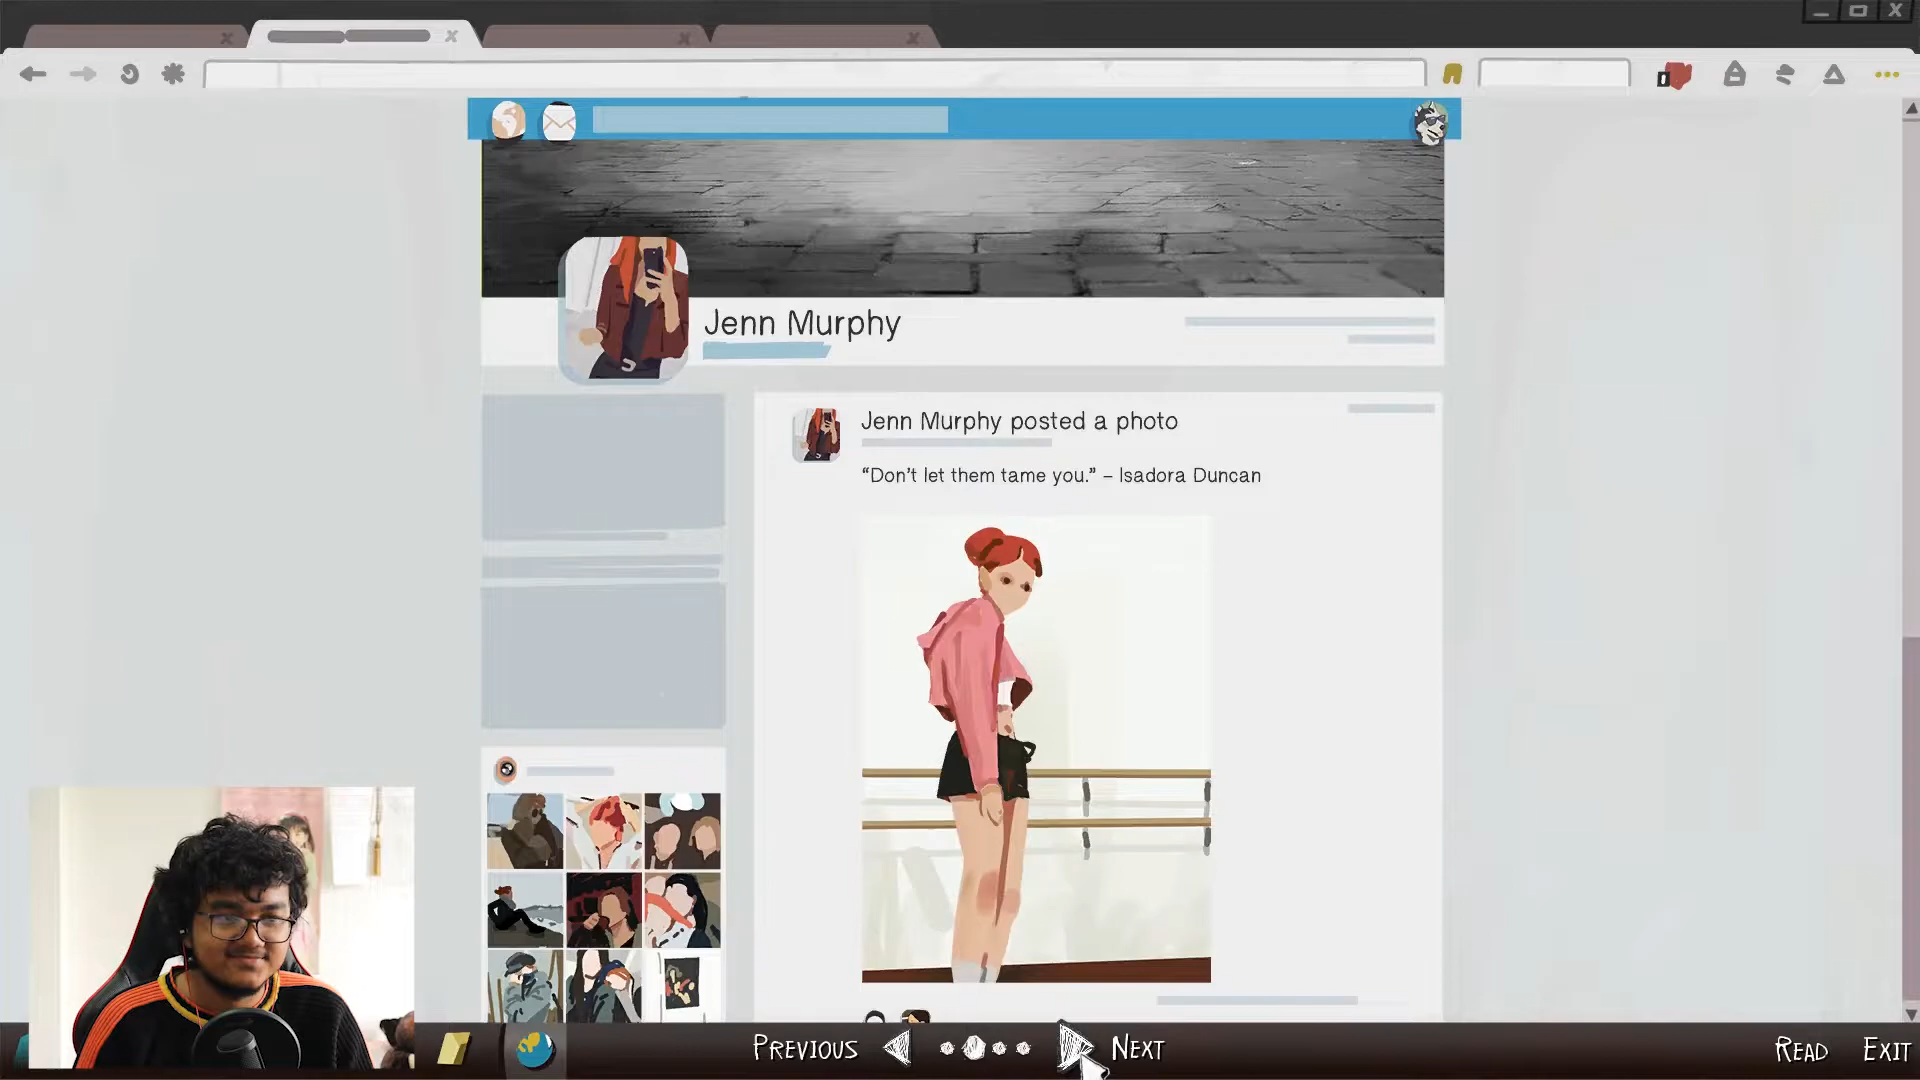 Jenn Murphy
Jenn Murphy posted a photo
“Don’t let them tame you.” – Isadora Duncan
PREVIOUS
NEXT
READ
EXIT